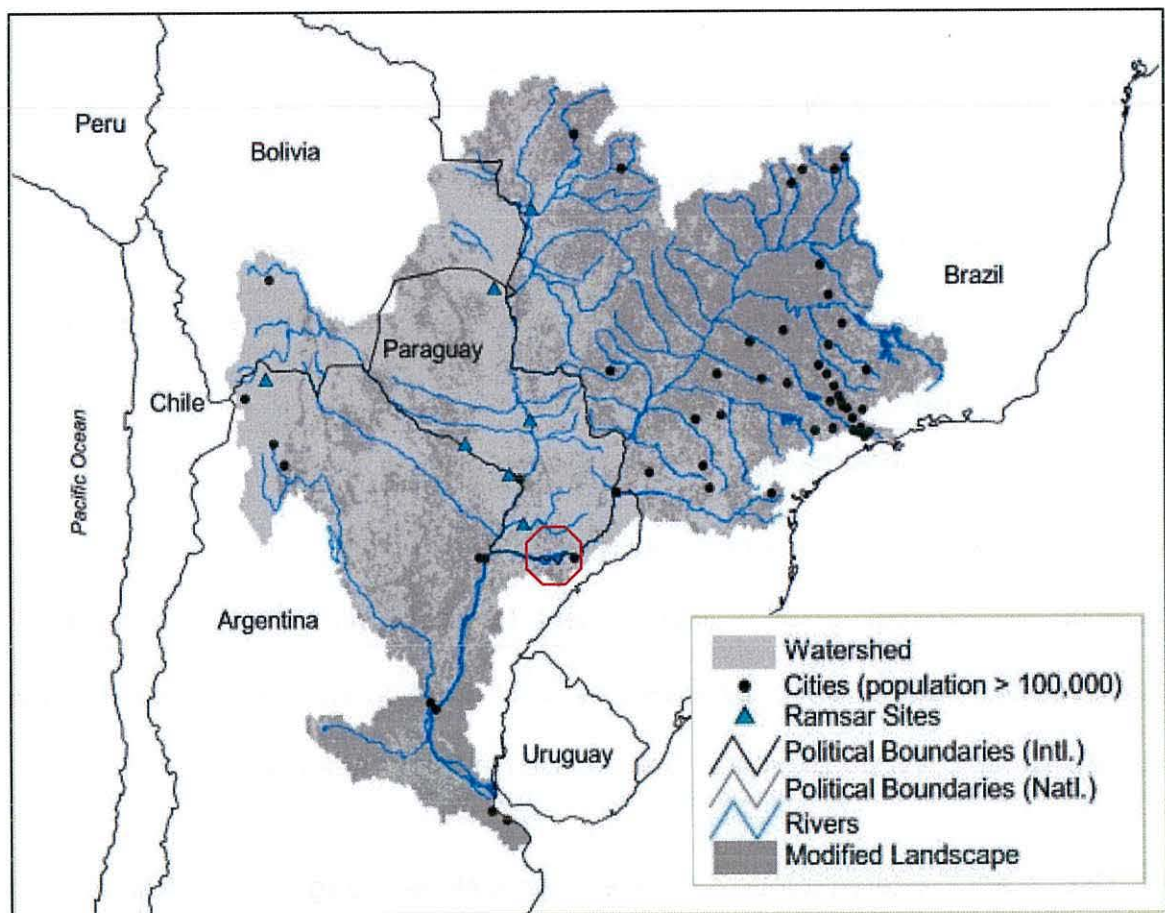 Peru
Bolivia
Brazil
Paraguay
Chile
Pacific Ocean
Argentina
Uruguay
Watershed
Cities (population > 100,000)
Ramsar Sites
Political Boundaries (Intl.)
Political Boundaries (Natl.)
Rivers
Modified Landscape